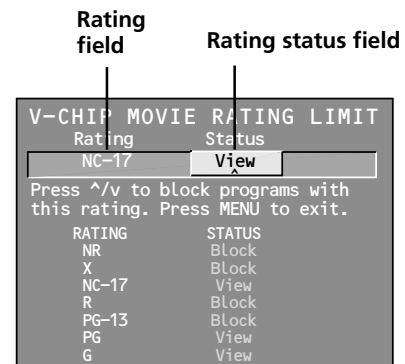 Rating
field
Rating status field
V-CHIP MOVIE RATING LIMIT
Rating Status
NC-17 View
^
Press ^/v to block programs with
this rating. Press MENU to exit.
RATING STATUS
NR Block
X Block
NC-17 View
R Block
PG-13 Block
PG View
G View